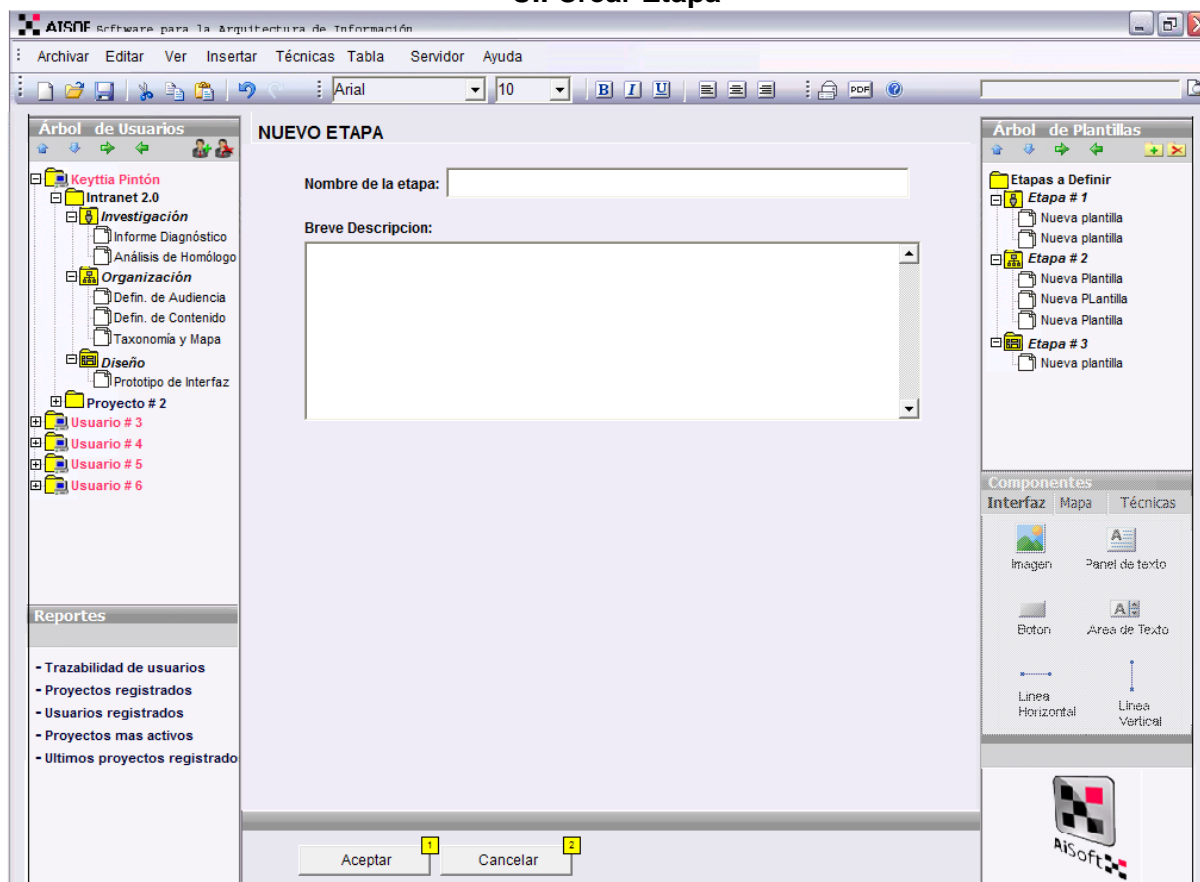 AISOF Scftware para la Arquitectura de Información
Archivar Editar Ver Insertar Técnicas Tabla Servidor Ayuda
Arial 10 B I U PDF ?
Árbol de Usuarios
Keyttia Pintón
Intranet 2.0
Investigación
Informe Diagnóstico
Análisis de Homólogo
Organización
Defin. de Audiencia
Defin. de Contenido
Taxonomía y Mapa
Diseño
Prototipo de Interfaz
Proyecto # 2
Usuario # 3
Usuario # 4
Usuario # 5
Usuario # 6
Reportes
- Trazabilidad de usuarios
- Proyectos registrados
- Usuarios registrados
- Proyectos mas activos
- Ultimos proyectos registrado
NUEVO ETAPA
Nombre de la etapa:
Breve Descripcion:
Aceptar 1 Cancelar 2
Árbol de Plantillas
Etapas a Definir
Etapa # 1
Nueva plantilla
Nueva plantilla
Etapa # 2
Nueva Plantilla
Nueva PLantilla
Nueva Plantilla
Etapa # 3
Nueva plantilla
Componentes
Interfaz Mapa Técnicas
Imagen Panel de texto
Boton Area de Texto
Linea
Horizontal
Linea
Vertical
AiSoft